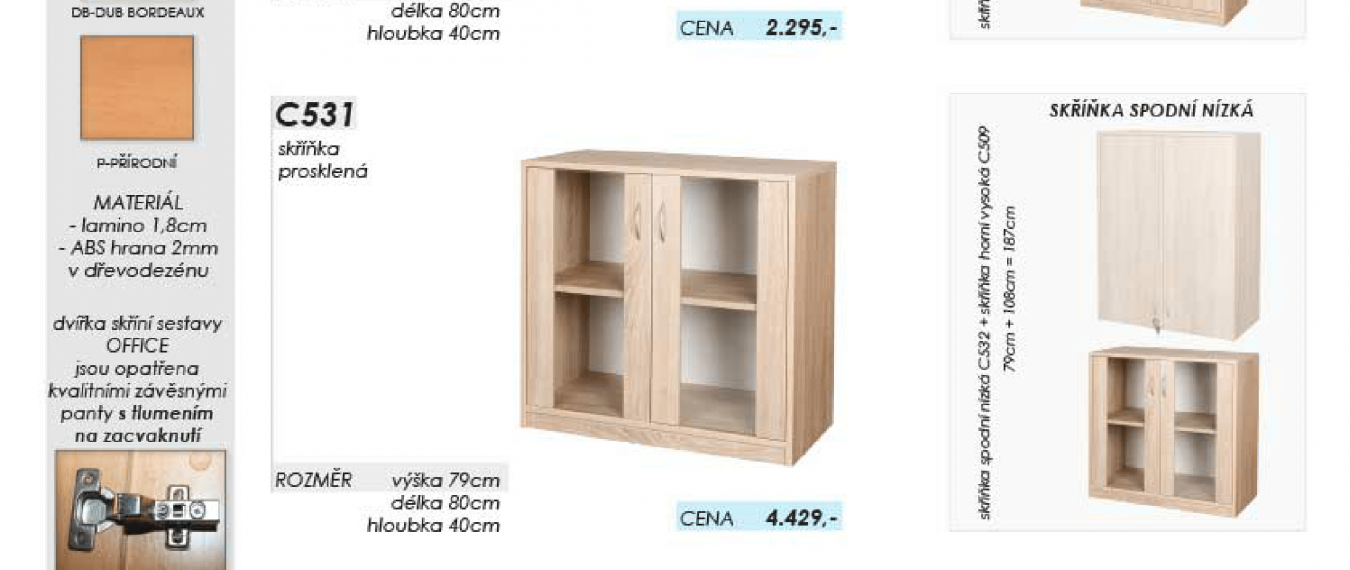 DB-DUB BORDEAUX
P-PŘÍRODNÍ
MATERIÁL
- lamino 1,8cm
- ABS hrana 2mm
v dřevodezénu
dvířka skříní sestavy
OFFICE
jsou opatřena
kvalitními závěsnými
panty s tlumením
na zacvaknutí
délka 80cm
hloubka 40cm
CENA 2.295,-
C531
skříňka
prosklená
ROZMĚR výška 79cm
délka 80cm
hloubka 40cm
CENA 4.429,-
SKŘÍŇKA SPODNÍ NÍZKÁ
skříňka spodní nízká C532 + skříňka horní vysoká C509
79cm + 108cm = 187cm